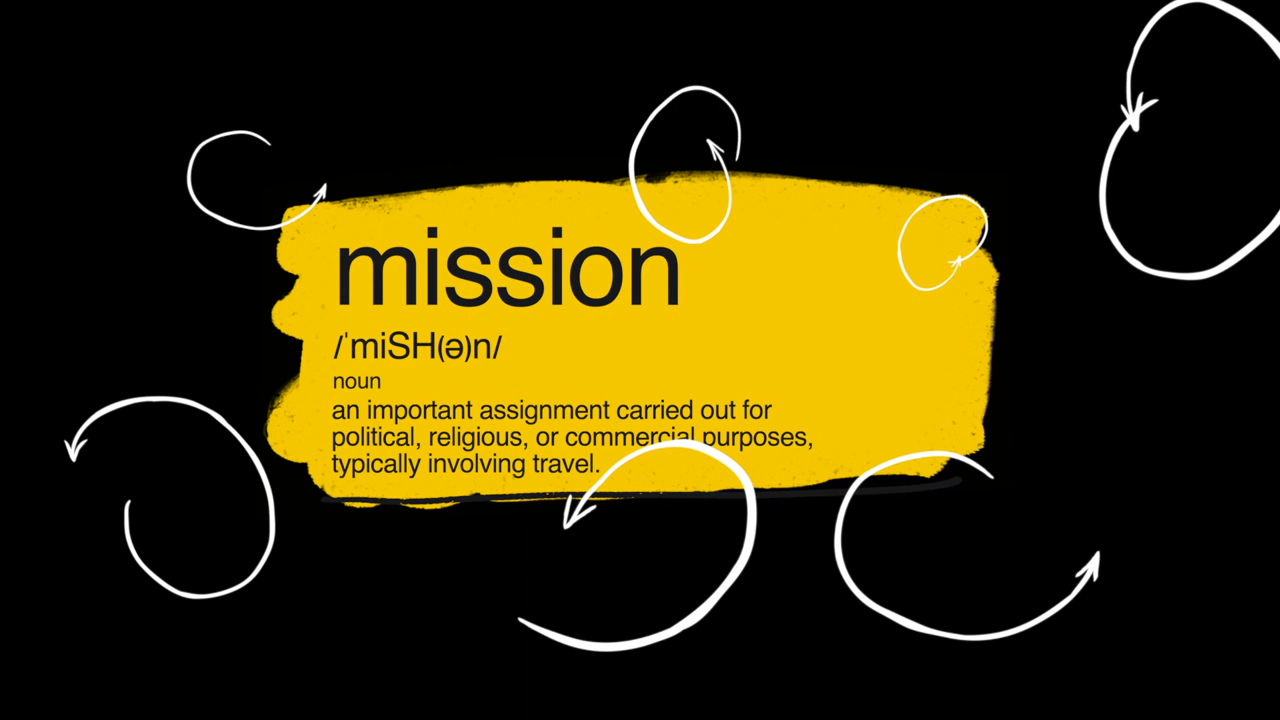 mission
/ˈmiSH(ə)n/
noun
an important assignment carried out for
political, religious, or commercial purposes,
typically involving travel.